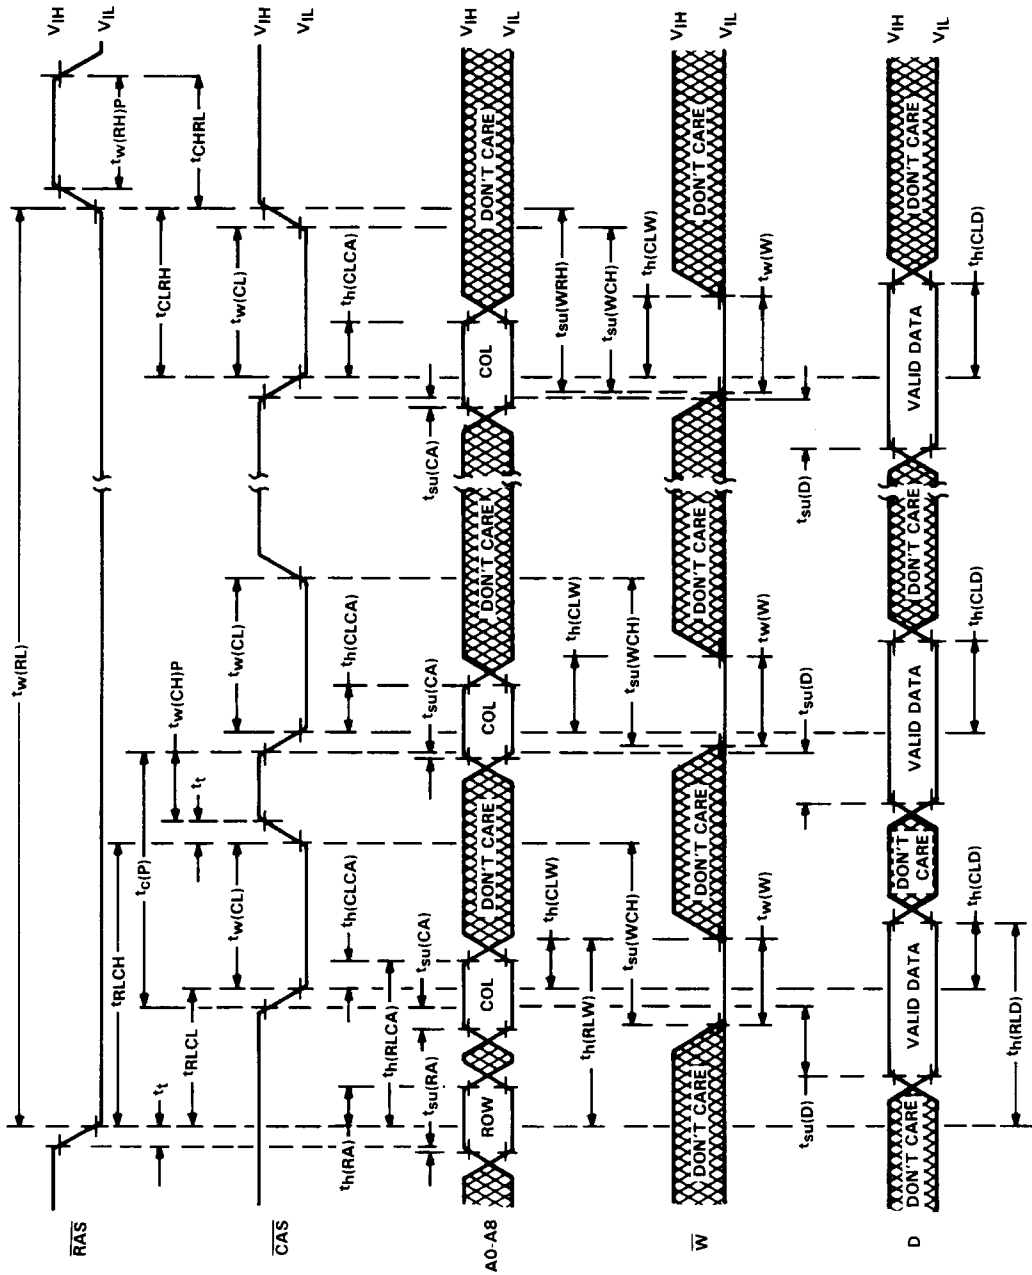 tw(RL)
VIH
VIL
RAS
tt
tRLCH
tRLCL
tc(P)
tw(CH)P
tt
tCLRH
tw(RH)P
tCHRL
VIH
VIL
CAS
tw(CL)
tw(CL)
tw(CL)
th(RA)
th(CLCA)
th(CLCA)
th(CLCA)
th(RLCA)
tsu(RA)
tsu(CA)
tsu(CA)
tsu(CA)
VIH
VIL
A0-A8
ROW
COL
DON'T CARE
COL
DON'T CARE
COL
DON'T CARE
th(CLW)
th(RLW)
tsu(WCH)
th(CLW)
tsu(WCH)
tsu(WRH)
tsu(WCH)
th(CLW)
VIH
VIL
W
DON'T CARE
DON'T CARE
DON'T CARE
DON'T CARE
tw(W)
tw(W)
tw(W)
tsu(D)
tsu(D)
tsu(D)
VIH
VIL
D
DON'T CARE
VALID DATA
DON'T CARE
VALID DATA
DON'T CARE
VALID DATA
DON'T CARE
th(CLD)
th(CLD)
th(CLD)
th(RLD)